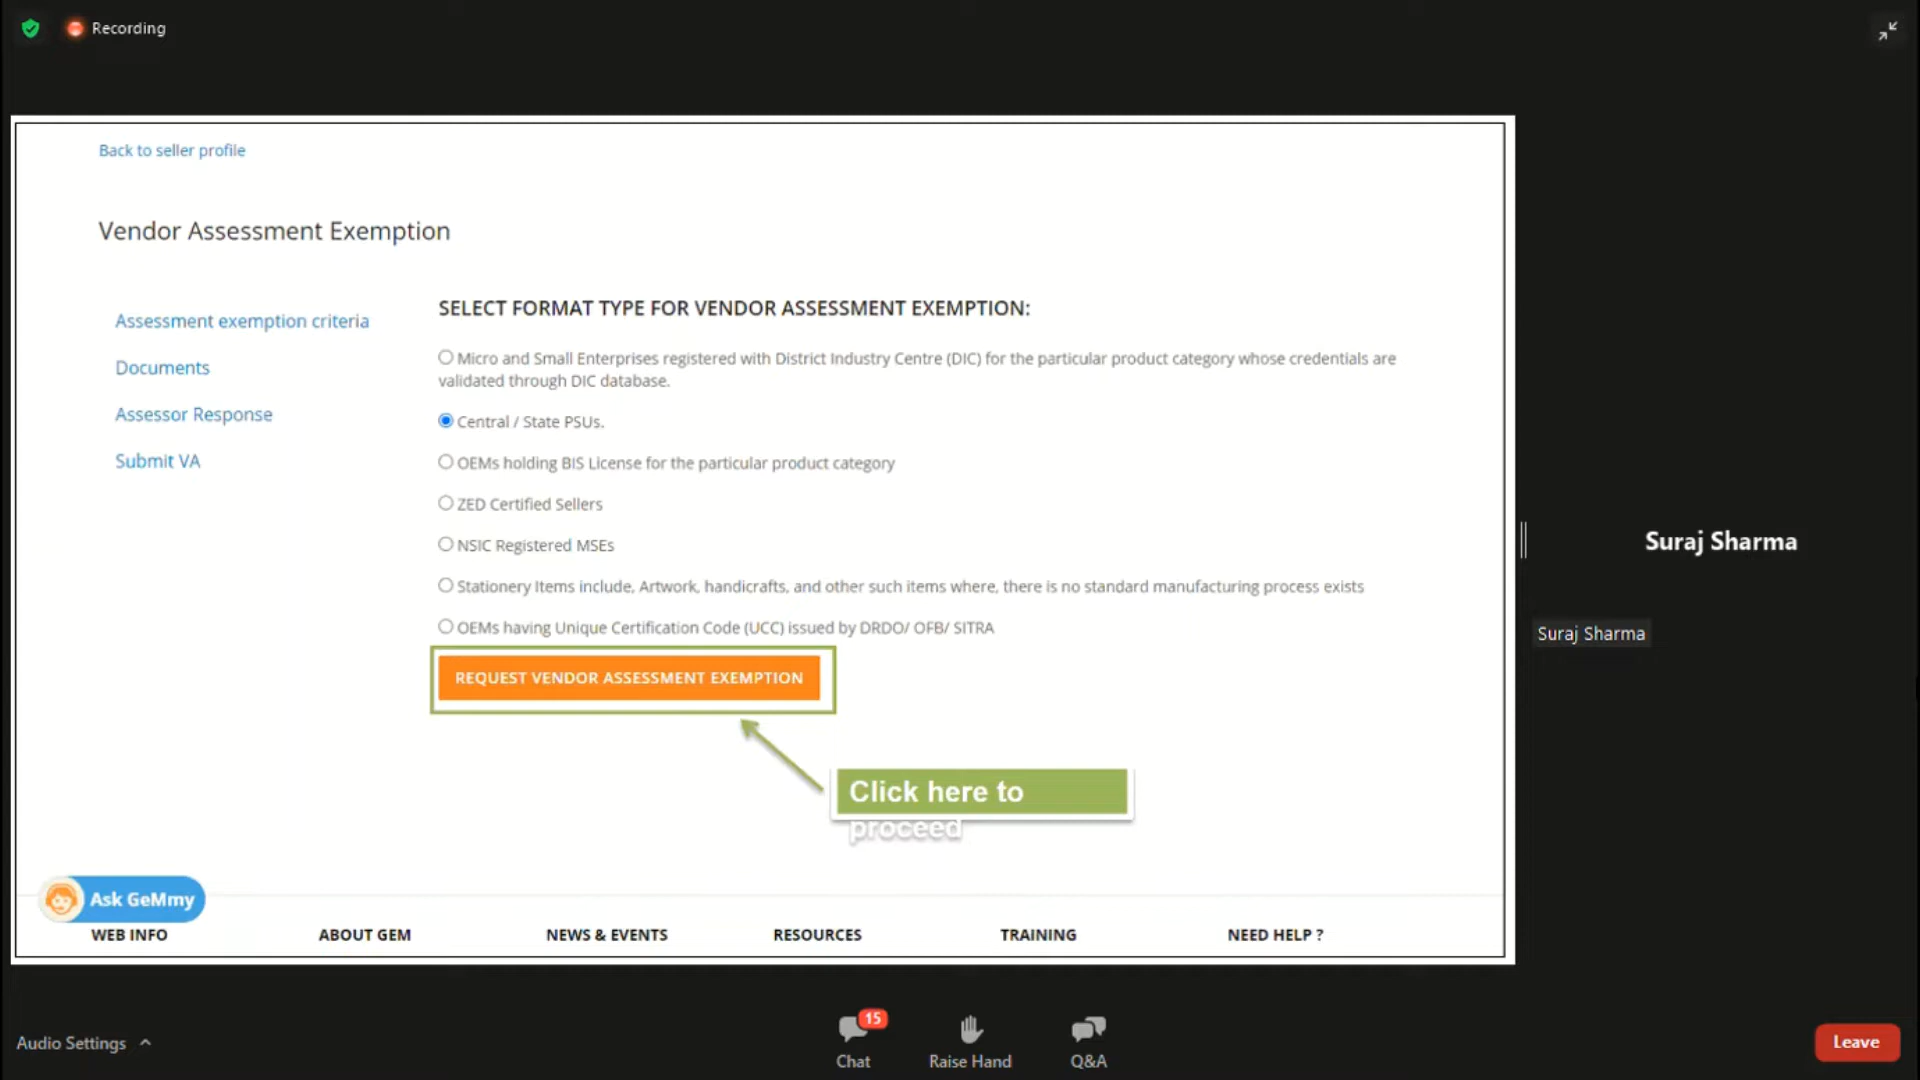 Recording
Back to seller profile
Vendor Assessment Exemption
Assessment exemption criteria
Documents
Assessor Response
Submit VA
SELECT FORMAT TYPE FOR VENDOR ASSESSMENT EXEMPTION:
Micro and Small Enterprises registered with District Industry Centre (DIC) for the particular product category whose credentials are
validated through DIC database.
Central / State PSUs.
OEMs holding BIS License for the particular product category
ZED Certified Sellers
NSIC Registered MSEs
Stationery Items include, Artwork, handicrafts, and other such items where, there is no standard manufacturing process exists
OEMs having Unique Certification Code (UCC) issued by DRDO/ OFB/ SITRA
REQUEST VENDOR ASSESSMENT EXEMPTION
Click here to
proceed
Ask GeMmy
WEB INFO
ABOUT GEM
NEWS & EVENTS
RESOURCES
TRAINING
NEED HELP ?
Suraj Sharma
Suraj Sharma
Audio Settings
15
Chat
Raise Hand
Q&A
Leave